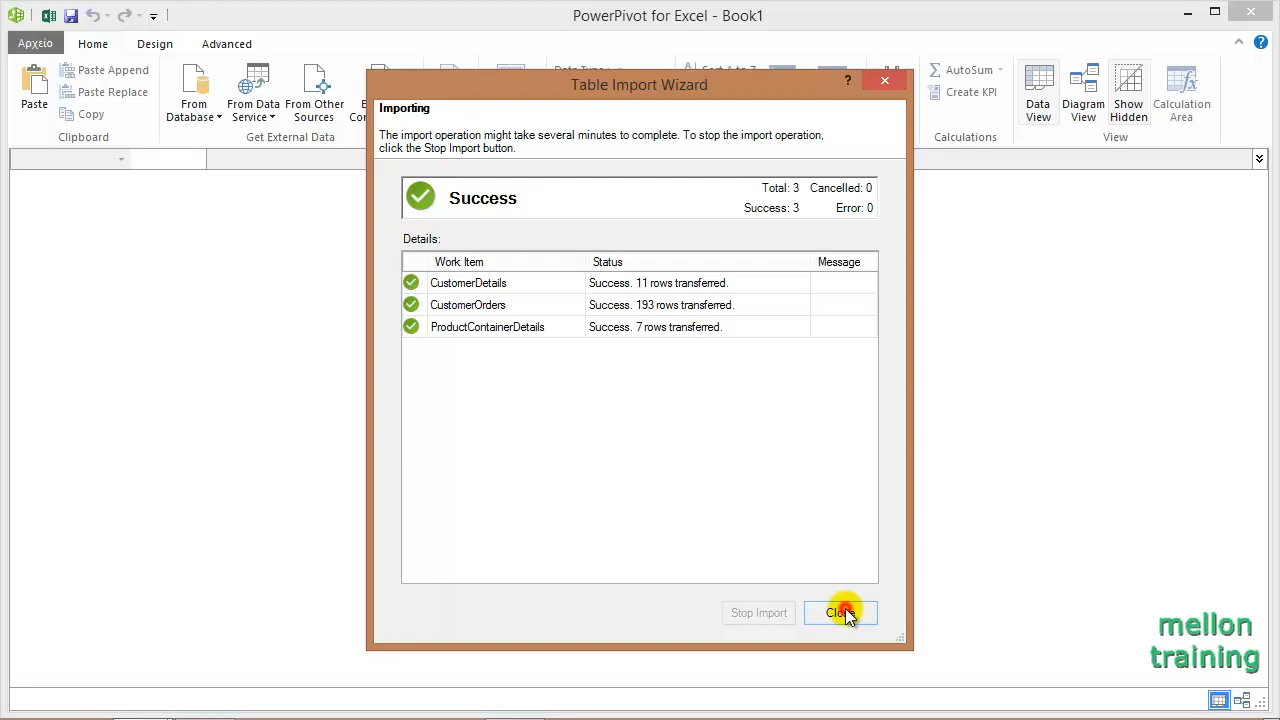 PowerPivot for Excel - Book1
Αρχείο Home Design Advanced
Paste
Paste Append
Paste Replace
Copy
Clipboard
From Database
From Data Service
From Other Sources
Get External Data
AutoSum
Create KPI
Calculations
Data View
Diagram View
Show Hidden
Calculation Area
View
Table Import Wizard
Importing
The import operation might take several minutes to complete. To stop the import operation,
click the Stop Import button.
Success
Total: 3 Cancelled: 0
Success: 3 Error: 0
Details:
Work Item Status Message
CustomerDetails Success. 11 rows transferred.
CustomerOrders Success. 193 rows transferred.
ProductContainerDetails Success. 7 rows transferred.
Stop Import Close
mellon
training